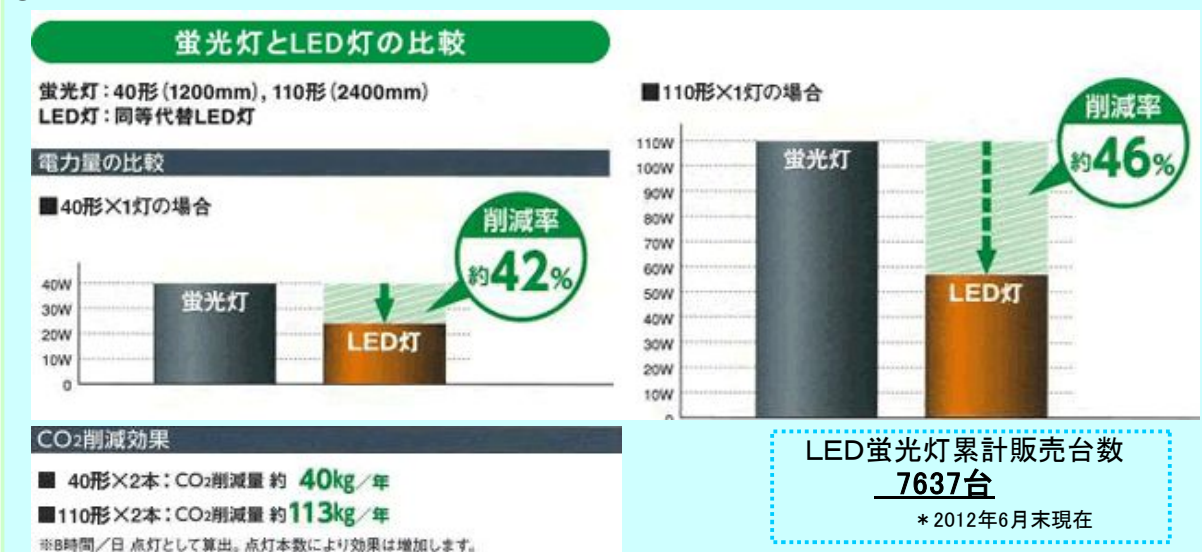 蛍光灯とLED灯の比較
蛍光灯：40形(1200mm)，110形(2400mm)
LED灯：同等代替LED灯
電力量の比較
■40形×1灯の場合
削減率
約42%
40W
30W
20W
10W
0
蛍光灯
LED灯
■110形×1灯の場合
削減率
約46%
110W
100W
90W
80W
70W
60W
50W
40W
30W
20W
10W
0
蛍光灯
LED灯
CO2削減効果
■ 40形×2本：CO2削減量 約 40kg／年
■110形×2本：CO2削減量 約113kg／年
※8時間／日 点灯として算出。点灯本数により効果は増加します。
LED蛍光灯累計販売台数
7637台
＊2012年6月末現在